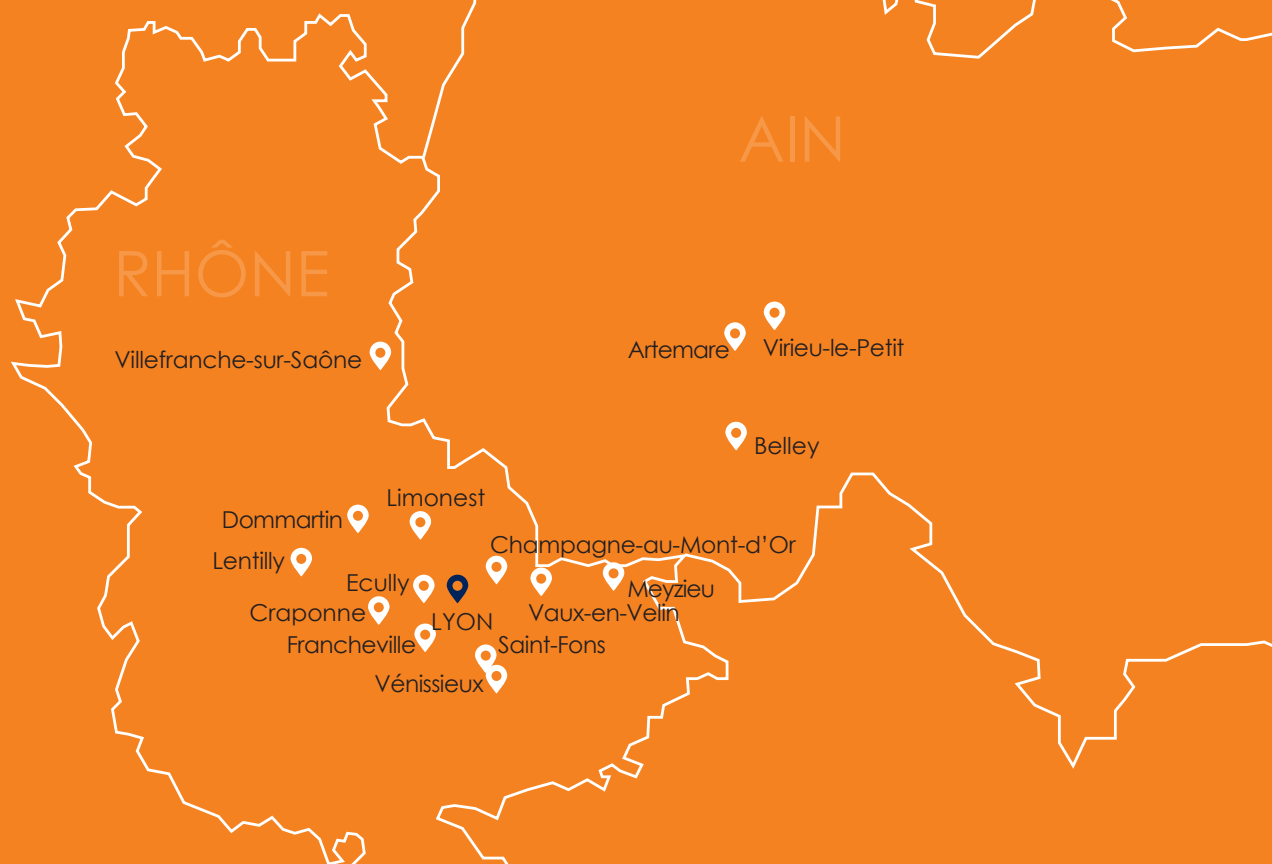 AIN
RHÔNE
Villefranche-sur-Saône
Artemare
Virieu-le-Petit
Belley
Limonest
Dommartin
Champagne-au-Mont-d’Or
Lentilly
Ecully
Meyzieu
Craponne
Vaux-en-Velin
LYON
Francheville
Saint-Fons
Vénissieux